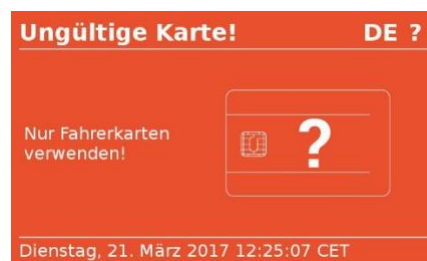 Ungültige Karte! DE ?
Nur Fahrerkarten
verwenden!
?
Dienstag, 21. März 2017 12:25:07 CET